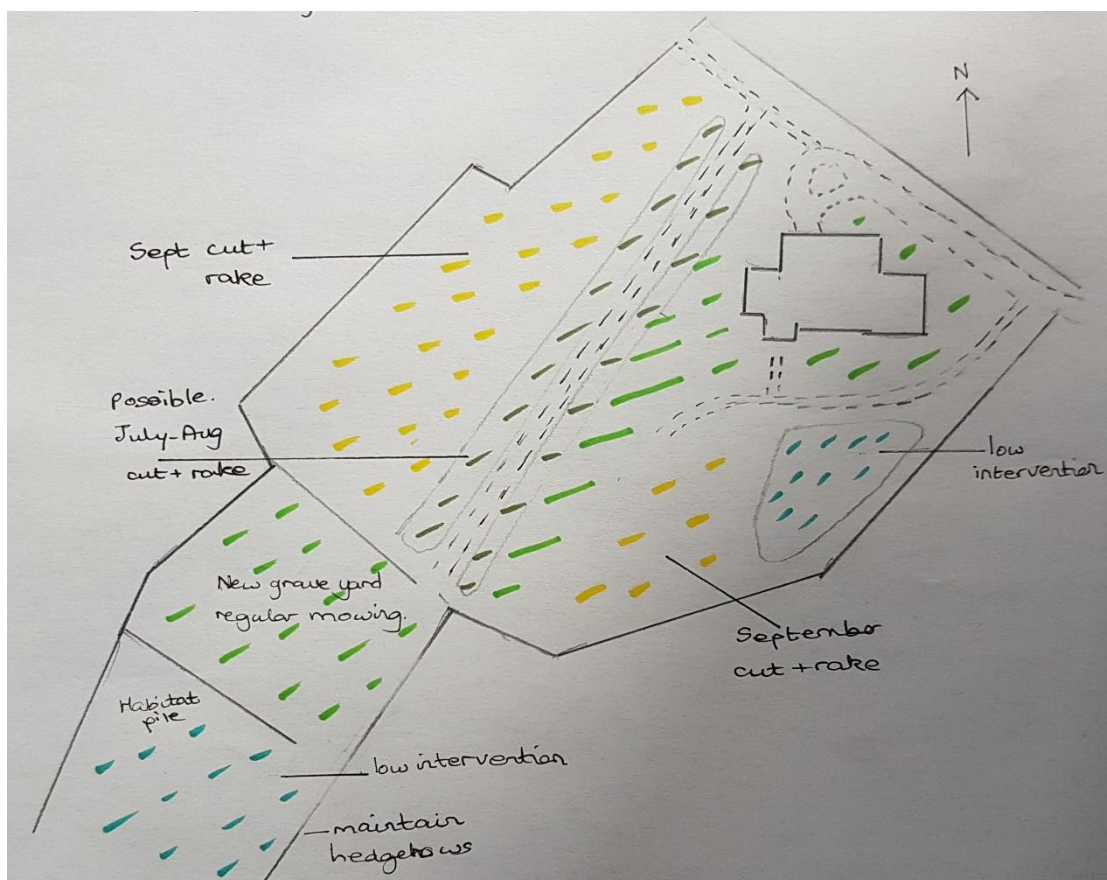 N
Sept cut +
rake
Possible.
July-Aug
cut + rake
low
intervention
New grave yard
regular mowing.
September
cut + rake
Habitat
pile
low intervention
maintain
hedgerows